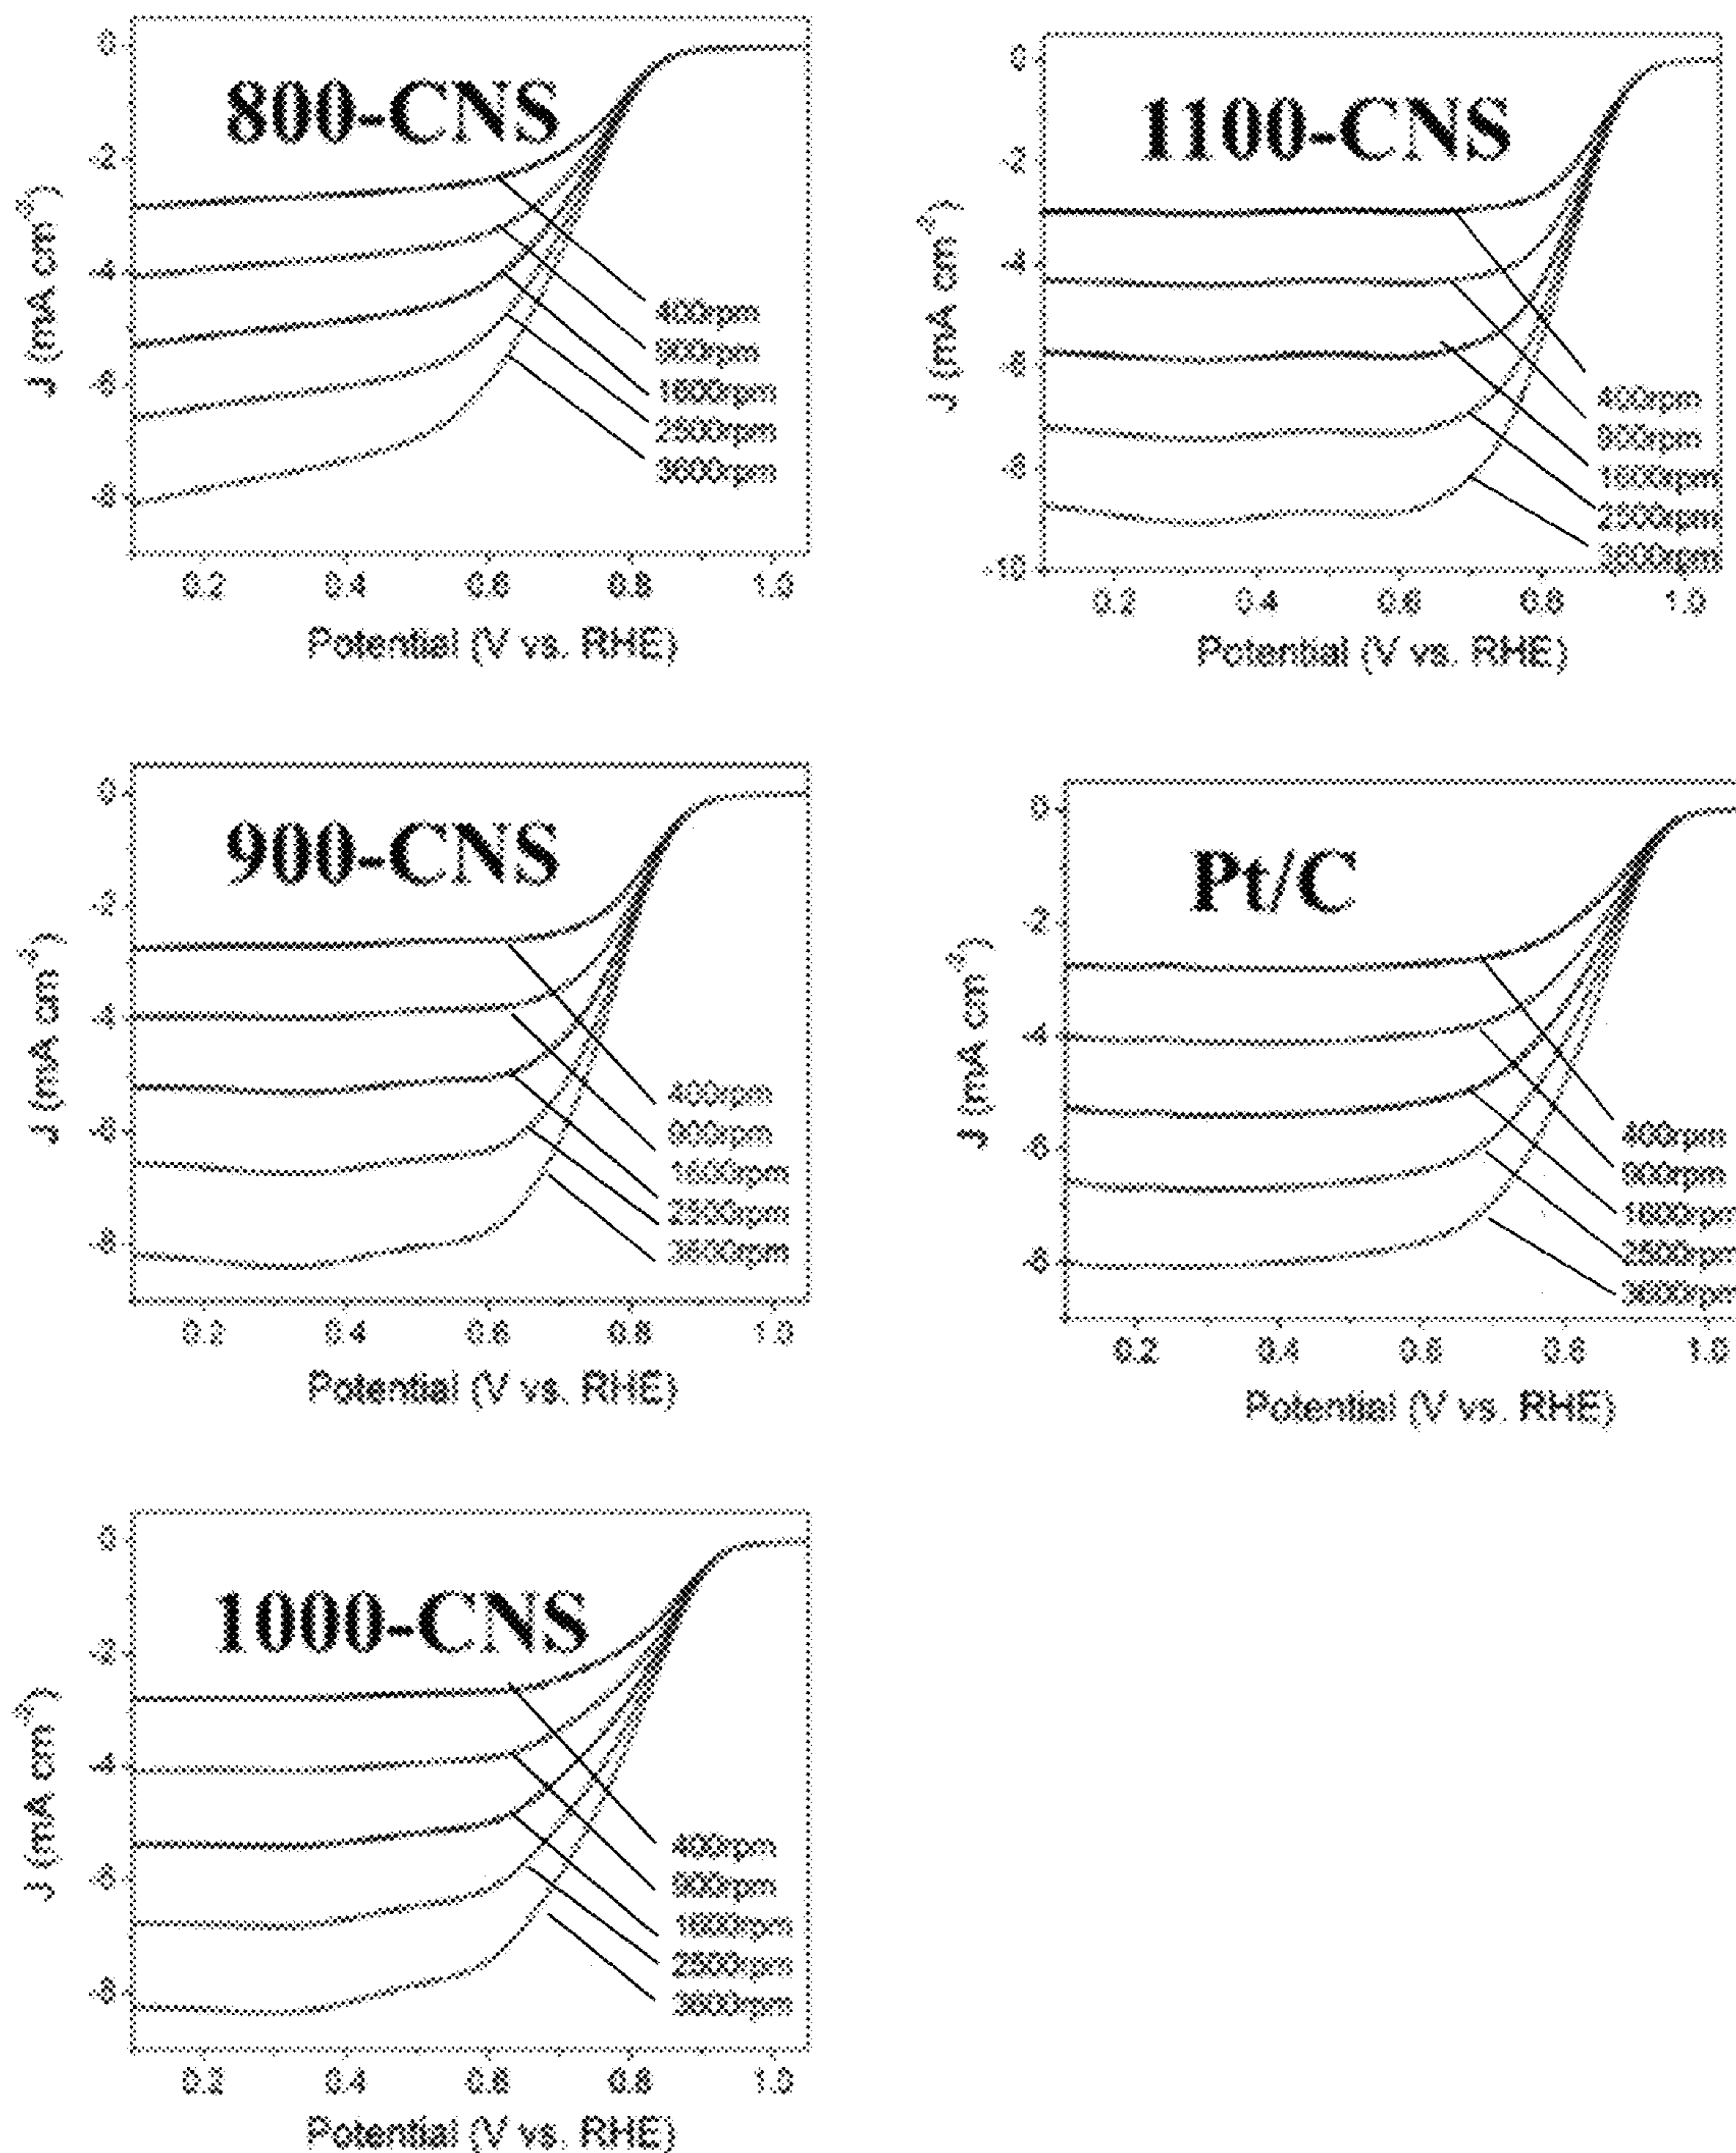 0
800-CNS
-2
-4
-6
-8
J (mA cm⁻²)
400rpm
900rpm
1600rpm
2500rpm
3600rpm
0.2 0.4 0.6 0.8 1.0
Potential (V vs. RHE)
0
1100-CNS
-2
-4
-6
-8
-10
J (mA cm⁻²)
400rpm
900rpm
1600rpm
2500rpm
3600rpm
0.2 0.4 0.6 0.8 1.0
Potential (V vs. RHE)
0
900-CNS
-2
-4
-6
-8
J (mA cm⁻²)
400rpm
900rpm
1600rpm
2500rpm
3600rpm
0.2 0.4 0.6 0.8 1.0
Potential (V vs. RHE)
0
Pt/C
-2
-4
-6
-8
J (mA cm⁻²)
400rpm
900rpm
1600rpm
2500rpm
3600rpm
0.2 0.4 0.6 0.8 1.0
Potential (V vs. RHE)
0
1000-CNS
-2
-4
-6
-8
J (mA cm⁻²)
400rpm
900rpm
1600rpm
2500rpm
3600rpm
0.2 0.4 0.6 0.8 1.0
Potential (V vs. RHE)